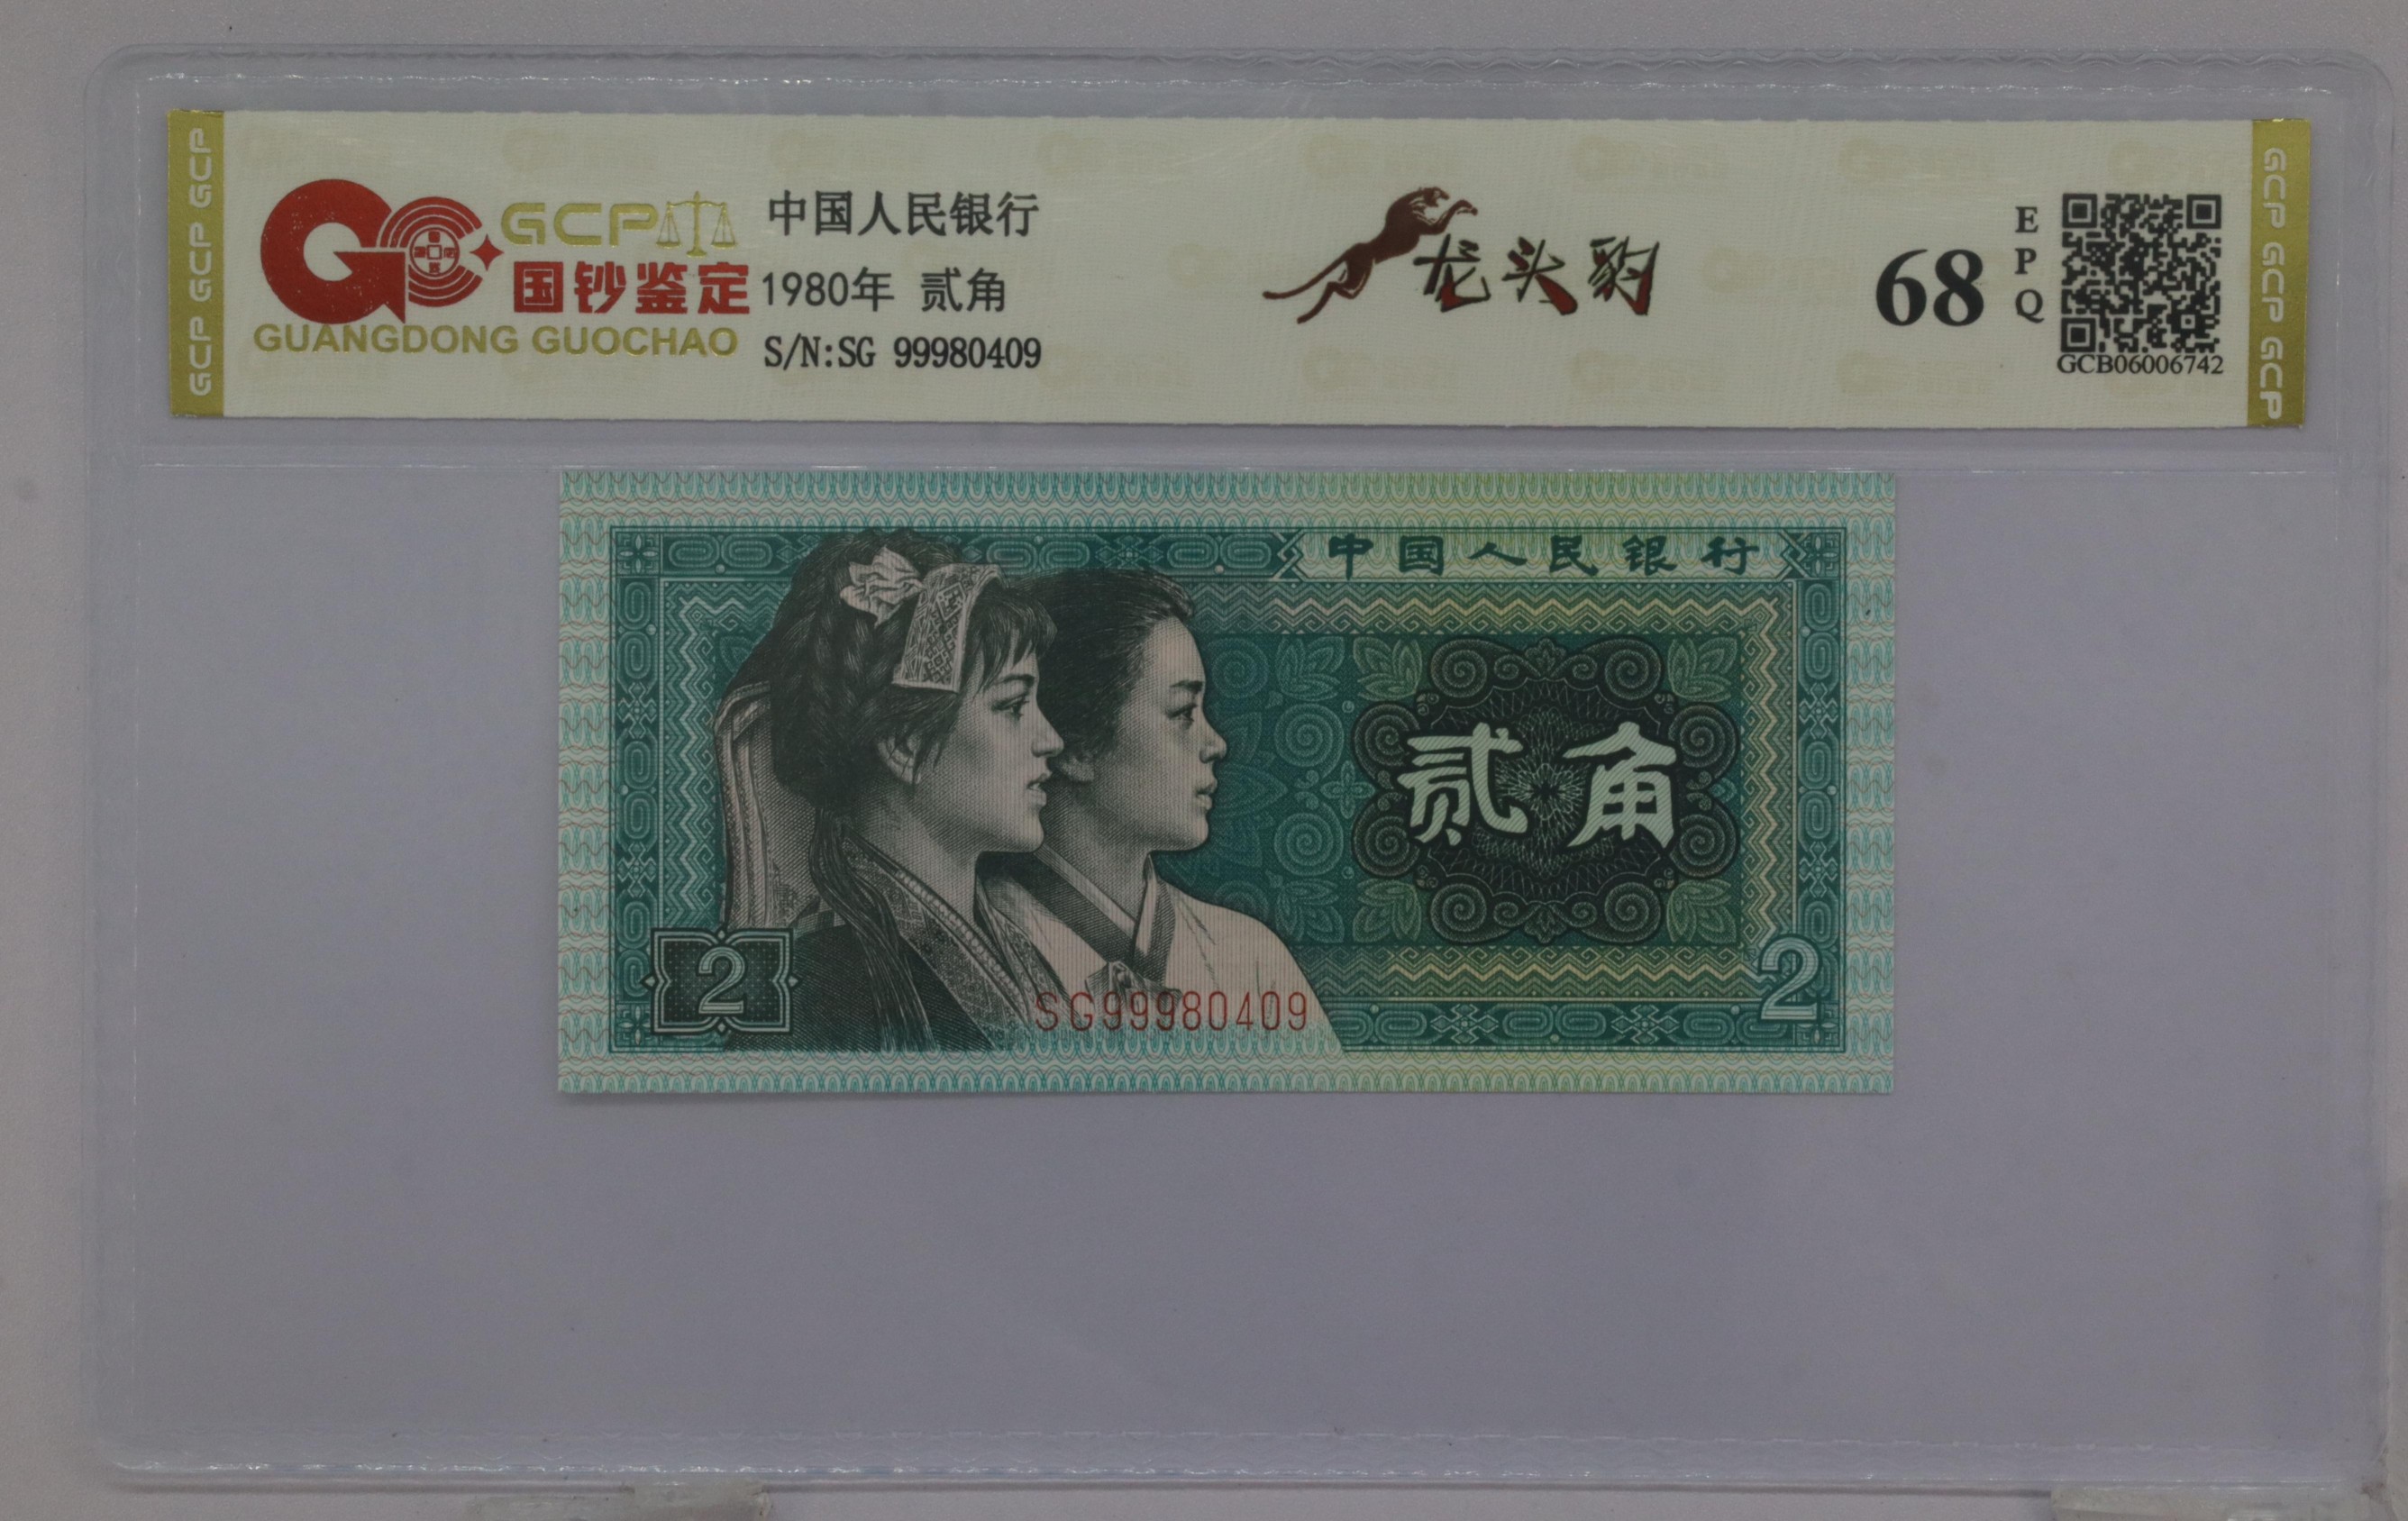 GCP GCP GCP
GCP
国钞鉴定
GUANGDONG GUOCHAO
中国人民银行
1980年 贰角
S/N:SG 99980409
龙头豹
68
EPQ
GCB06006742
GCP GCP GCP
中国人民银行
贰角
2
SG99980409
2